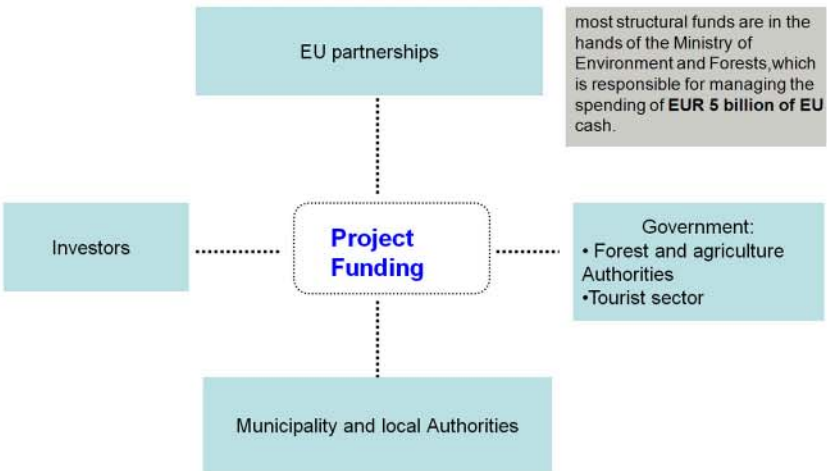 EU partnerships
most structural funds are in the
hands of the Ministry of
Environment and Forests,which
is responsible for managing the
spending of EUR 5 billion of EU
cash.
Investors
Project
Funding
Government:
• Forest and agriculture
Authorities
•Tourist sector
Municipality and local Authorities